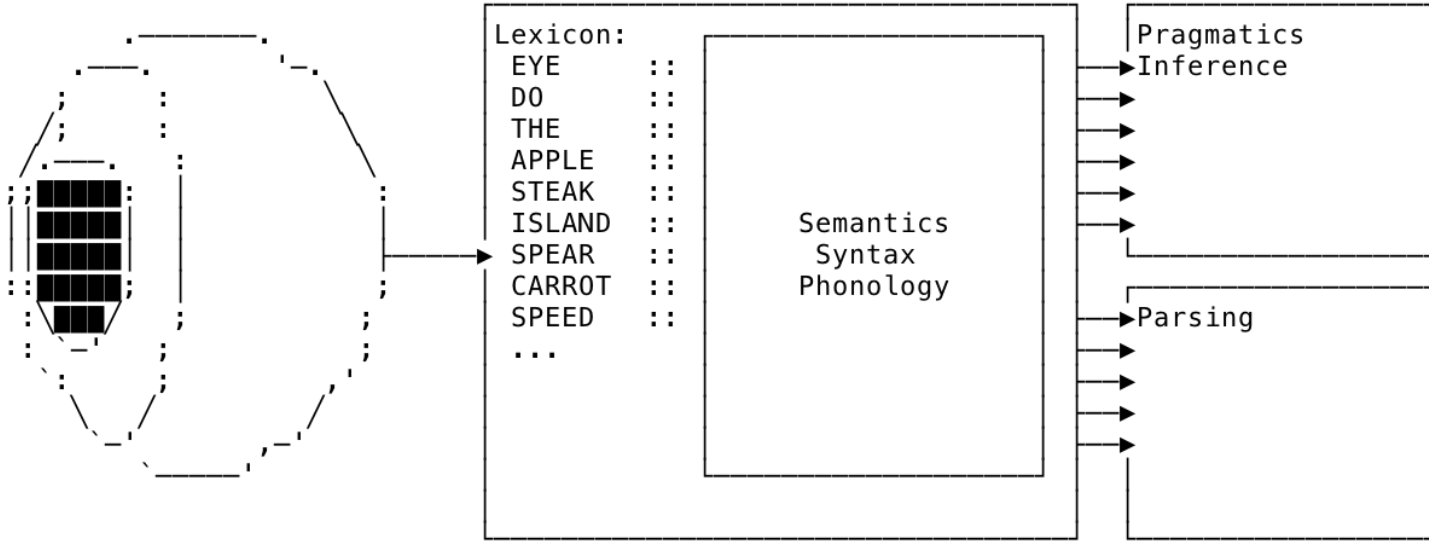 Lexicon:
EYE ::
DO ::
THE ::
APPLE ::
STEAK ::
ISLAND ::
SPEAR ::
CARROT ::
SPEED ::
...
Semantics
Syntax
Phonology
Pragmatics
Inference
Parsing